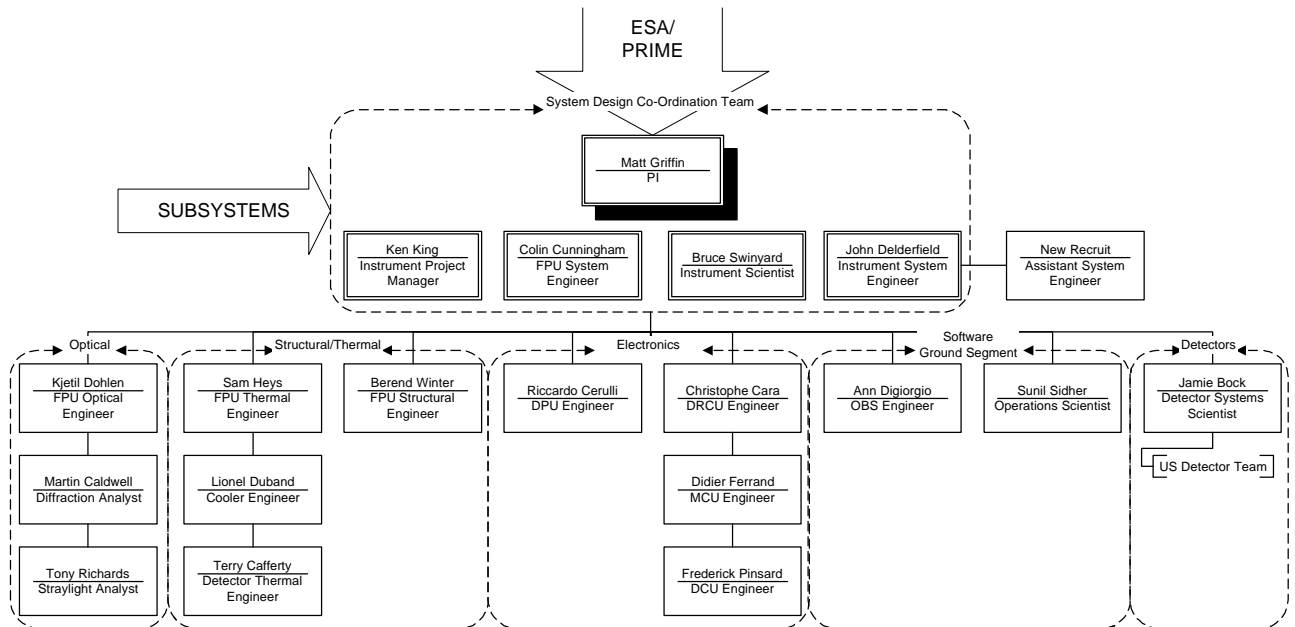 ESA/
PRIME
System Design Co-Ordination Team
Matt Griffin
PI
SUBSYSTEMS
Ken King
Instrument Project
Manager
Colin Cunningham
FPU System
Engineer
Bruce Swinyard
Instrument Scientist
John Delderfield
Instrument System
Engineer
New Recruit
Assistant System
Engineer
Optical
Structural/Thermal
Electronics
Software
Ground Segment
Detectors
Kjetil Dohlen
FPU Optical
Engineer
Sam Heys
FPU Thermal
Engineer
Berend Winter
FPU Structural
Engineer
Riccardo Cerulli
DPU Engineer
Christophe Cara
DRCU Engineer
Ann Digiorgio
OBS Engineer
Sunil Sidher
Operations Scientist
Jamie Bock
Detector Systems
Scientist
Martin Caldwell
Diffraction Analyst
Lionel Duband
Cooler Engineer
Didier Ferrand
MCU Engineer
US Detector Team
Tony Richards
Straylight Analyst
Terry Cafferty
Detector Thermal
Engineer
Frederick Pinsard
DCU Engineer